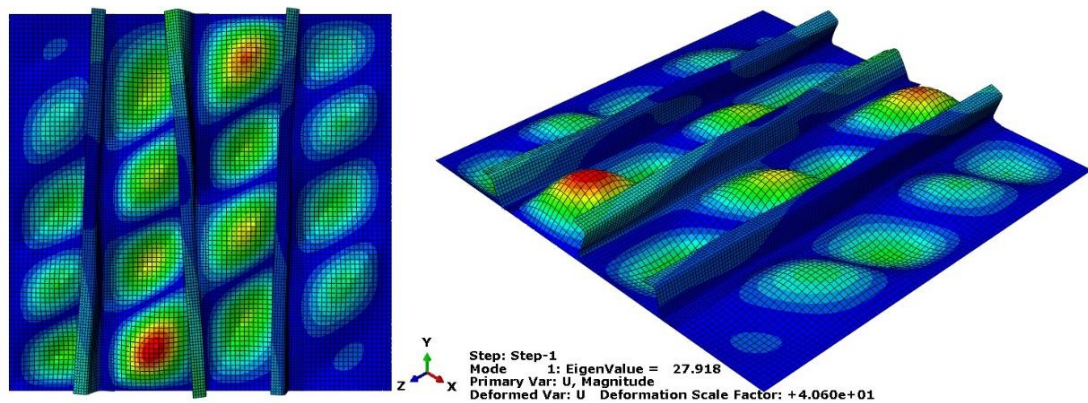 Y
Z X
Step: Step-1
Mode 1: EigenValue = 27.918
Primary Var: U, Magnitude
Deformed Var: U Deformation Scale Factor: +4.060e+01